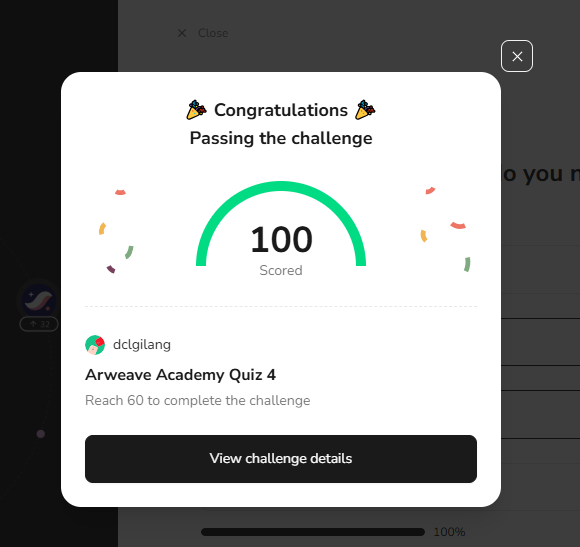 Close
Congratulations
Passing the challenge
o you n
100
Scored
32
dclgilang
Arweave Academy Quiz 4
Reach 60 to complete the challenge
View challenge details
100%